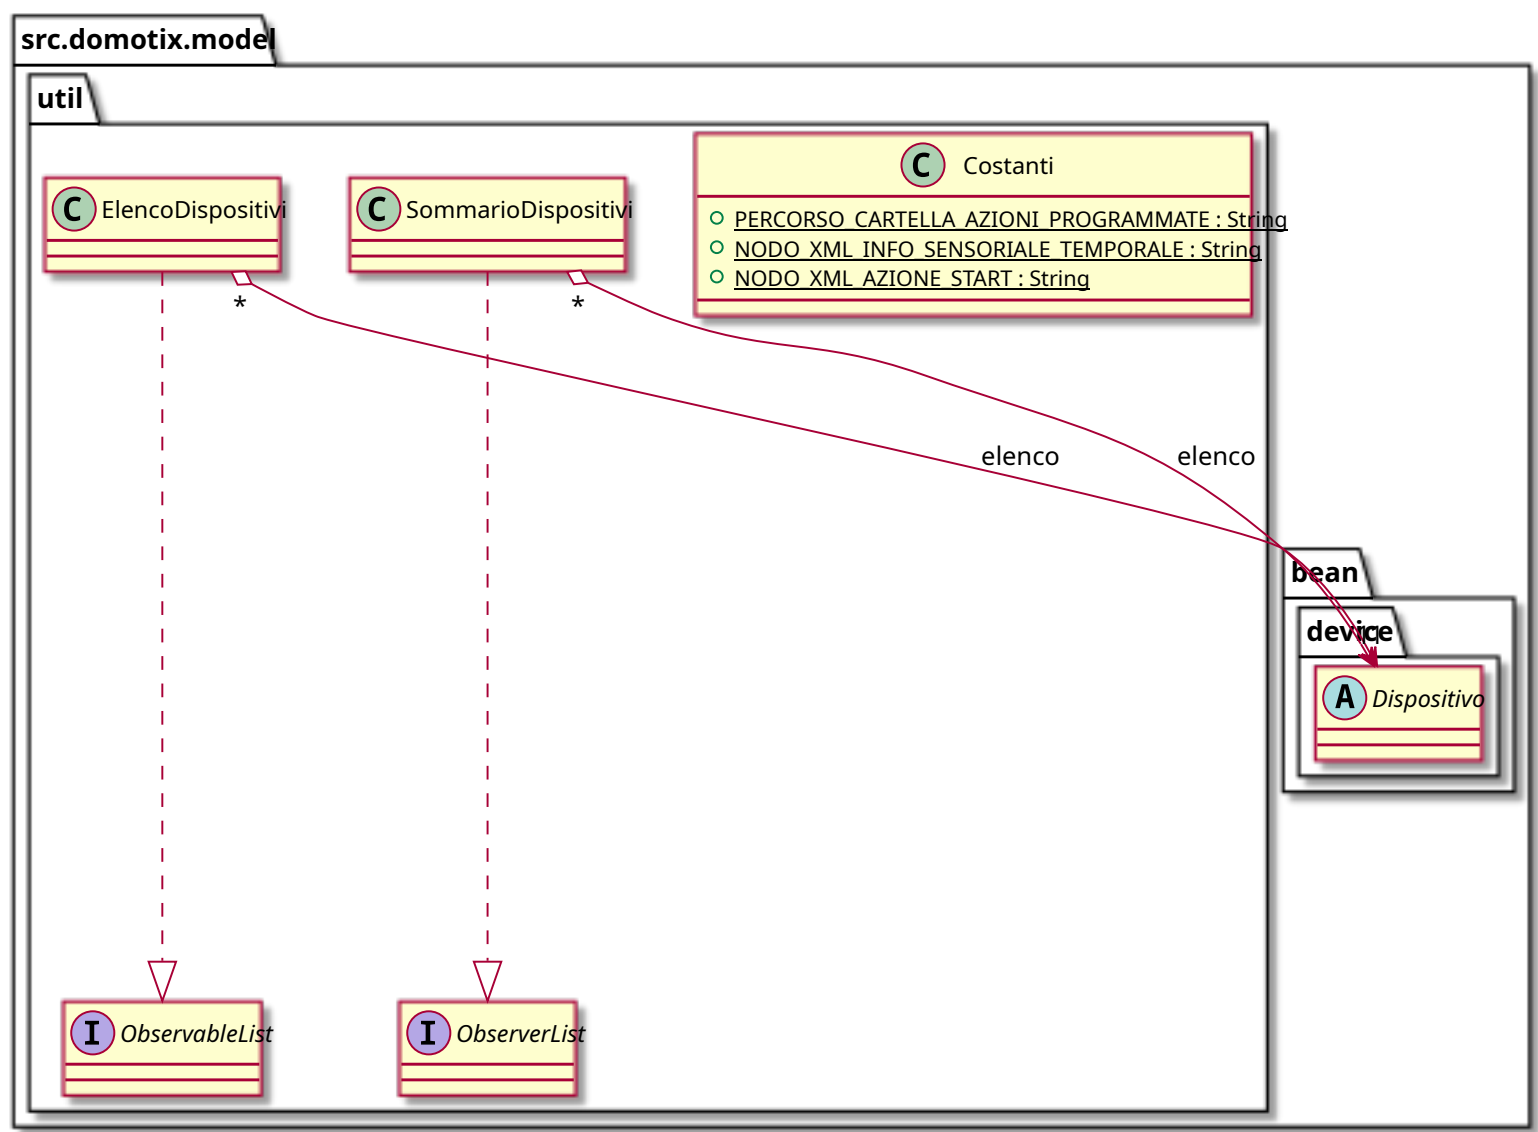 src.domotix.model
util
C ElencoDispositivi
C SommarioDispositivi
C Costanti
PERCORSO_CARTELLA_AZIONI_PROGRAMMATE : String
NODO_XML_INFO_SENSORIALE_TEMPORALE : String
NODO_XML_AZIONE_START : String
*
*
elenco
elenco
bean
device
A Dispositivo
I ObservableList
I ObserverList